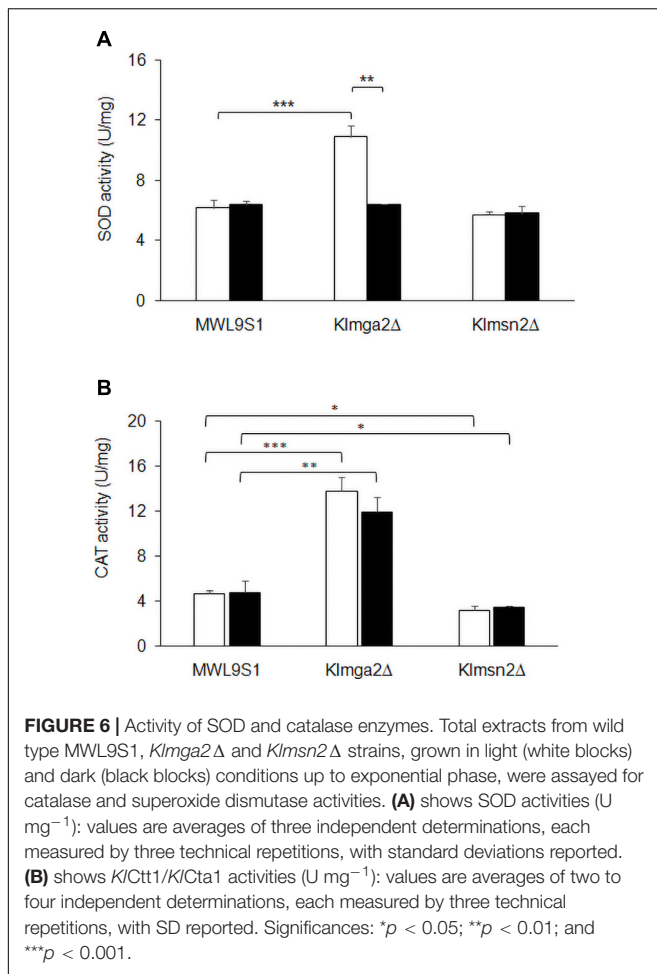 A
16
12
8
4
0
SOD activity (U/mg)
***
**
MWL9S1 Klmga2Δ Klmsn2Δ
B
20
16
12
8
4
0
CAT activity (U/mg)
*
*
***
**
MWL9S1 Klmga2Δ Klmsn2Δ
FIGURE 6 | Activity of SOD and catalase enzymes. Total extracts from wild
type MWL9S1, Klmga2Δ and Klmsn2Δ strains, grown in light (white blocks)
and dark (black blocks) conditions up to exponential phase, were assayed for
catalase and superoxide dismutase activities. (A) shows SOD activities (U
mg⁻¹): values are averages of three independent determinations, each
measured by three technical repetitions, with standard deviations reported.
(B) shows KlCtt1/KlCta1 activities (U mg⁻¹): values are averages of two to
four independent determinations, each measured by three technical
repetitions, with SD reported. Significances: *p < 0.05; **p < 0.01; and
***p < 0.001.